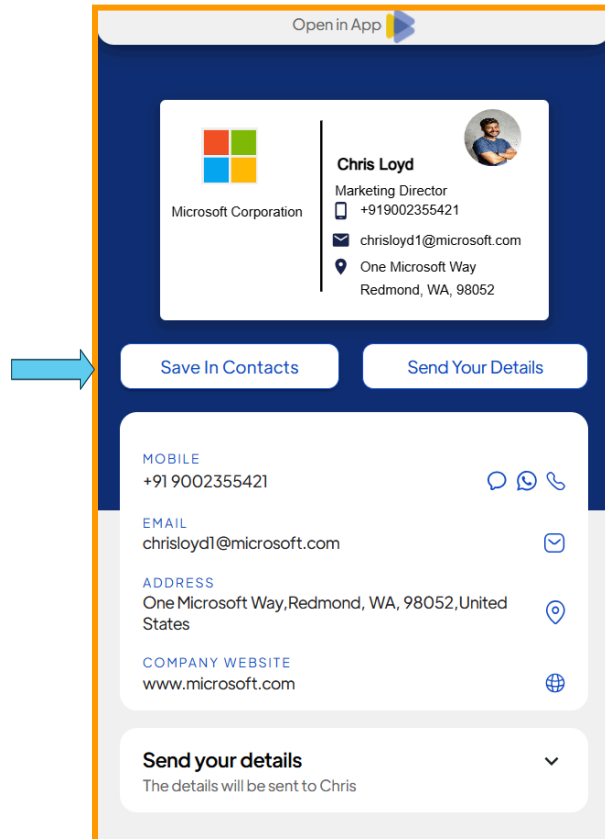 Open in App
Chris Loyd
Microsoft Corporation
Marketing Director
+919002355421
chrisloyd1@microsoft.com
One Microsoft Way
Redmond, WA, 98052
Save In Contacts
Send Your Details
MOBILE
+91 9002355421
EMAIL
chrisloyd1@microsoft.com
ADDRESS
One Microsoft Way,Redmond, WA, 98052,United
States
COMPANY WEBSITE
www.microsoft.com
Send your details
The details will be sent to Chris